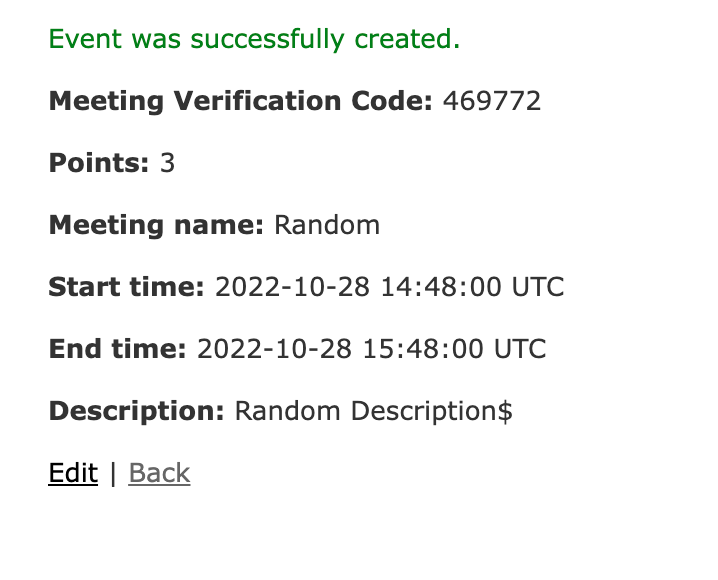 Event was successfully created.
Meeting Verification Code: 469772
Points: 3
Meeting name: Random
Start time: 2022-10-28 14:48:00 UTC
End time: 2022-10-28 15:48:00 UTC
Description: Random Description$
Edit | Back